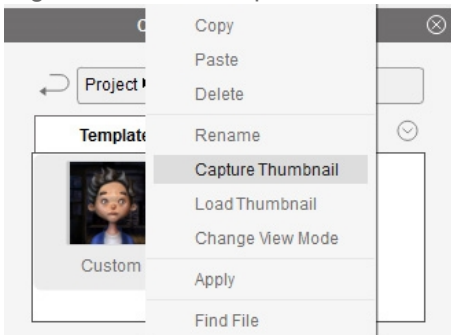 Copy
Paste
Project
Delete
Template
Rename
Capture Thumbnail
Load Thumbnail
Change View Mode
Custom
Apply
Find File